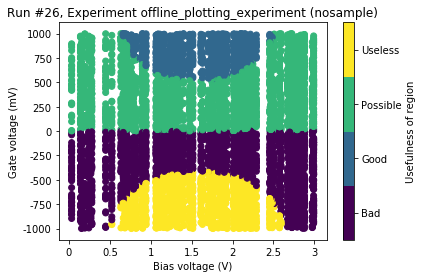 Run #26, Experiment offline_plotting_experiment (nosample)
1000
750
500
250
0
-250
-500
-750
-1000
Gate voltage (mV)
0
0.5
1
1.5
2
2.5
3
Bias voltage (V)
Useless
Possible
Good
Bad
Usefulness of region